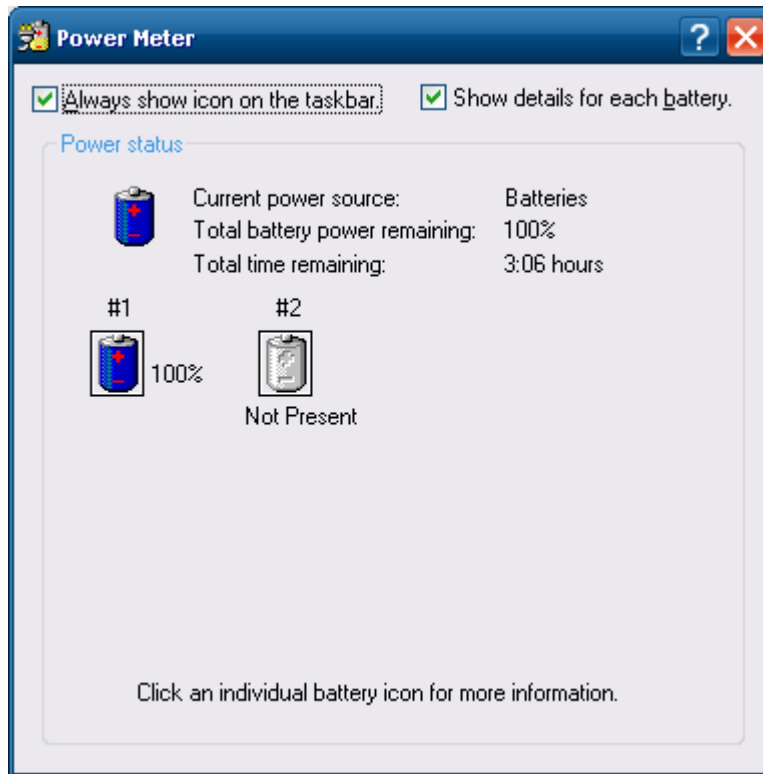 Power Meter
Always show icon on the taskbar.
Show details for each battery.
Power status
Current power source: Batteries
Total battery power remaining: 100%
Total time remaining: 3:06 hours
#1 #2
100%
Not Present
Click an individual battery icon for more information.